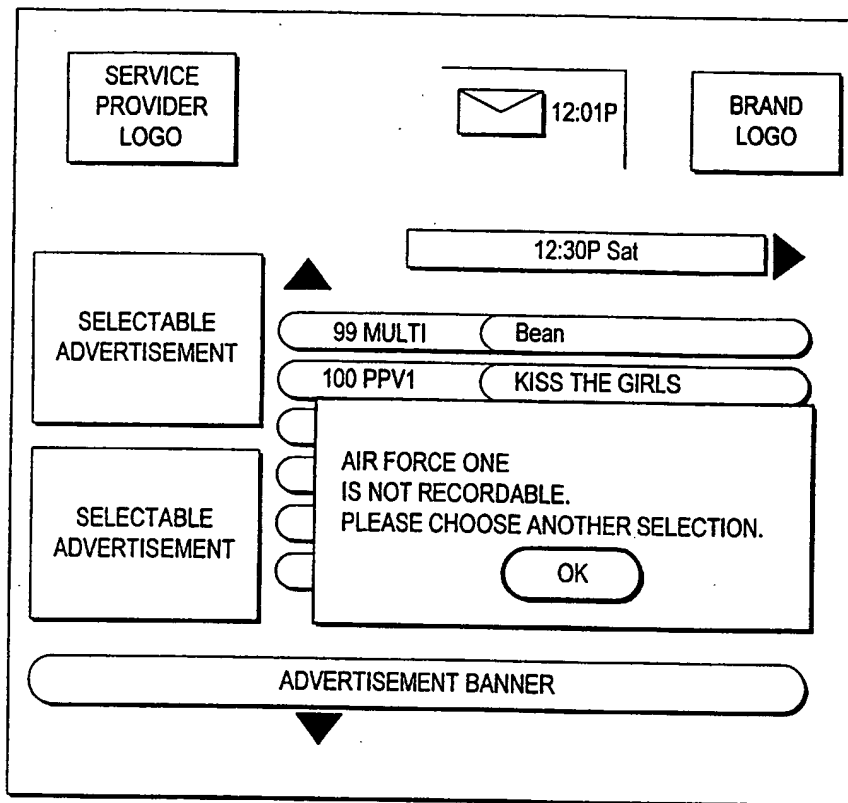 SERVICE
PROVIDER
LOGO
12:01P
BRAND
LOGO
12:30P Sat
SELECTABLE
ADVERTISEMENT
99 MULTI Bean
100 PPV1 KISS THE GIRLS
AIR FORCE ONE
IS NOT RECORDABLE.
PLEASE CHOOSE ANOTHER SELECTION.
OK
SELECTABLE
ADVERTISEMENT
ADVERTISEMENT BANNER